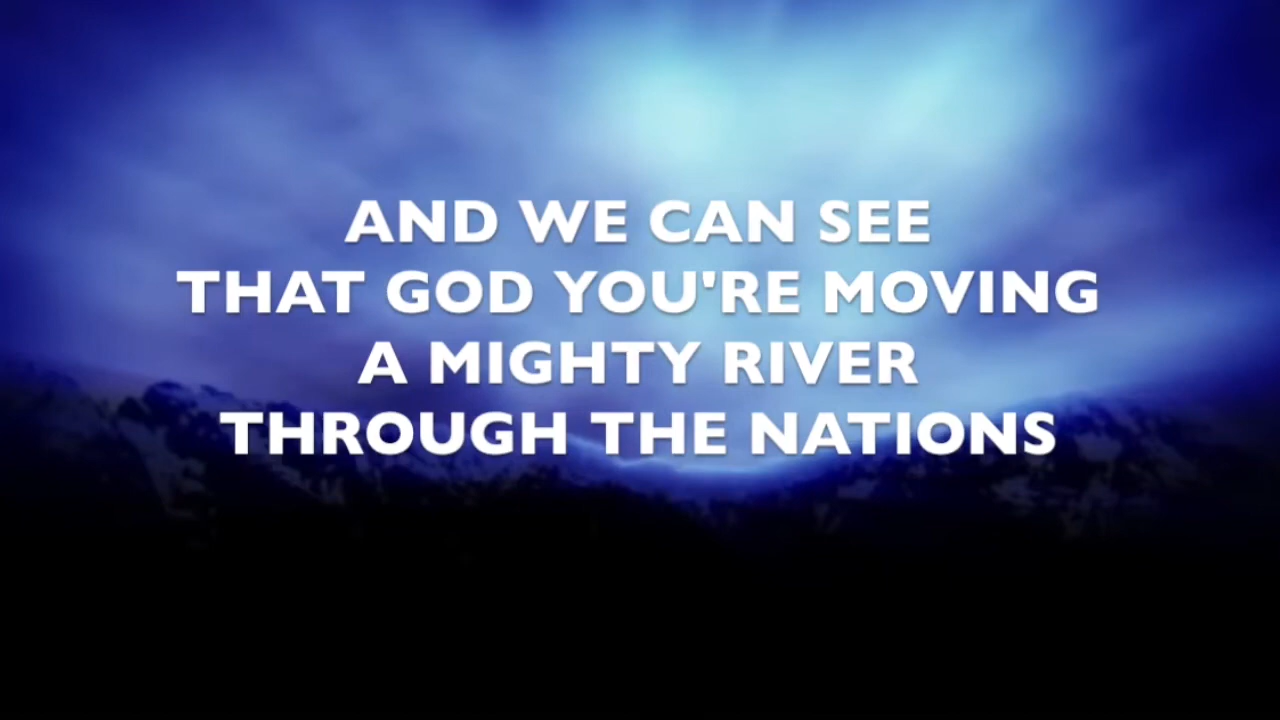 AND WE CAN SEE
THAT GOD YOU'RE MOVING
A MIGHTY RIVER
THROUGH THE NATIONS